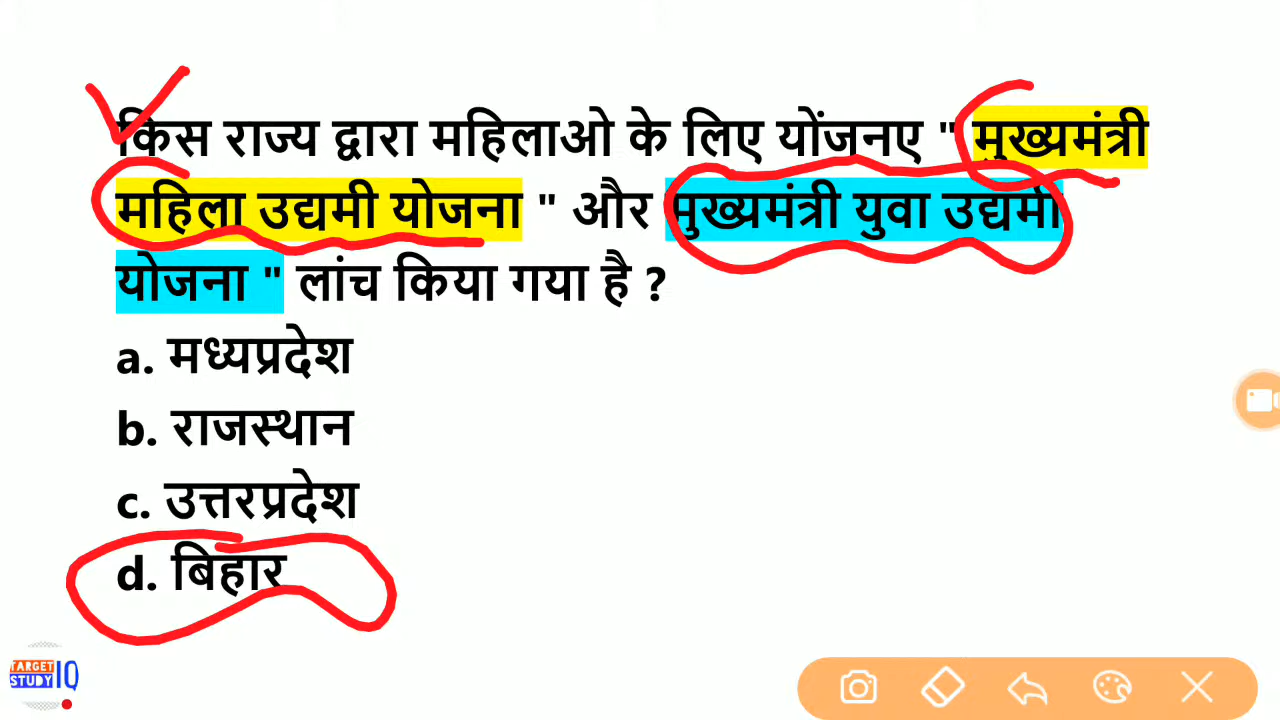 किस राज्य द्वारा महिलाओ के लिए योंजनए " मुख्यमंत्री
महिला उद्यमी योजना " और मुख्यमंत्री युवा उद्यमी
योजना " लांच किया गया है ?
a. मध्यप्रदेश
b. राजस्थान
c. उत्तरप्रदेश
d. बिहार
TARGET
STUDY IQ